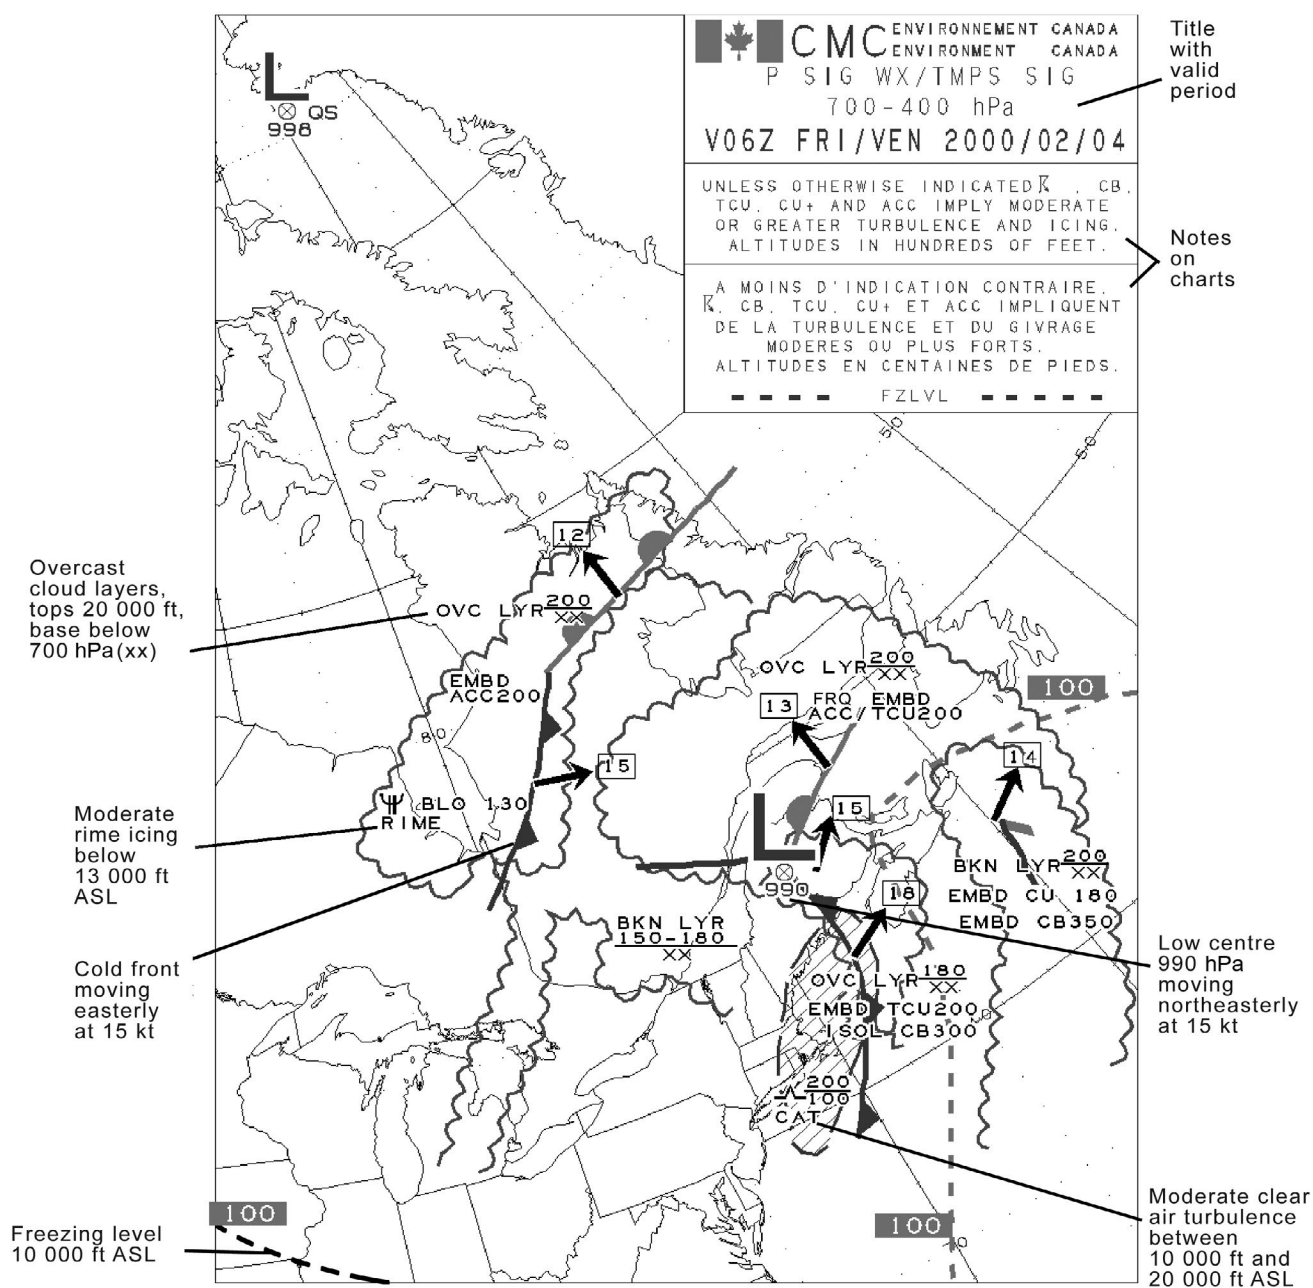 CMC ENVIRONNEMENT CANADA
ENVIRONMENT CANADA
P SIG WX/TMPS SIG
700-400 hPa
V06Z FRI/VEN 2000/02/04
UNLESS OTHERWISE INDICATED , CB,
TCU, CU+ AND ACC IMPLY MODERATE
OR GREATER TURBULENCE AND ICING.
ALTITUDES IN HUNDREDS OF FEET.
A MOINS D'INDICATION CONTRAIRE,
, CB, TCU, CU+ ET ACC IMPLIQUENT
DE LA TURBULENCE ET DU GIVRAGE
MODERES OU PLUS FORTS.
ALTITUDES EN CENTAINES DE PIEDS.
FZLVL
Title
with
valid
period
Notes
on
charts
L
QS
998
50
50
12
Overcast
cloud layers,
tops 20 000 ft,
base below
700 hPa(xx)
OVC LYR 200
XX
EMBD
ACC200
80
15
OVC LYR 200
XX
FRQ EMBD
ACC/TCU200
13
100
14
Moderate
rime icing
below
13 000 ft
ASL
BLO 130
RIME
L
990
15
18
BKN LYR 200
XX
EMBD CU 180
EMBD CB350
BKN LYR
150-180
XX
Cold front
moving
easterly
at 15 kt
Low centre
990 hPa
moving
northeasterly
at 15 kt
OVC LYR 180
XX
EMBD TCU200
ISOL CB300
200
100
CAT
100
100
Freezing level
10 000 ft ASL
Moderate clear
air turbulence
between
10 000 ft and
20 000 ft ASL